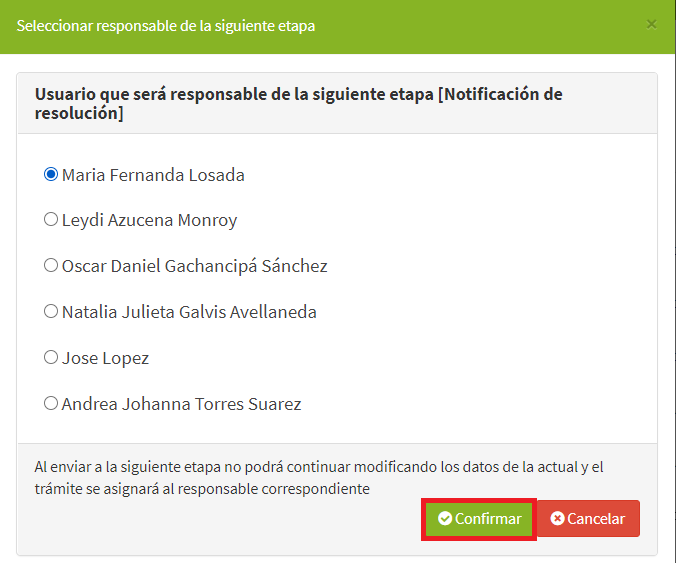 Seleccionar responsable de la siguiente etapa ×
Usuario que será responsable de la siguiente etapa [Notificación de
resolución]
Maria Fernanda Losada
Leydi Azucena Monroy
Oscar Daniel Gachancipá Sánchez
Natalia Julieta Galvis Avellaneda
Jose Lopez
Andrea Johanna Torres Suarez
Al enviar a la siguiente etapa no podrá continuar modificando los datos de la actual y el
trámite se asignará al responsable correspondiente
Confirmar Cancelar